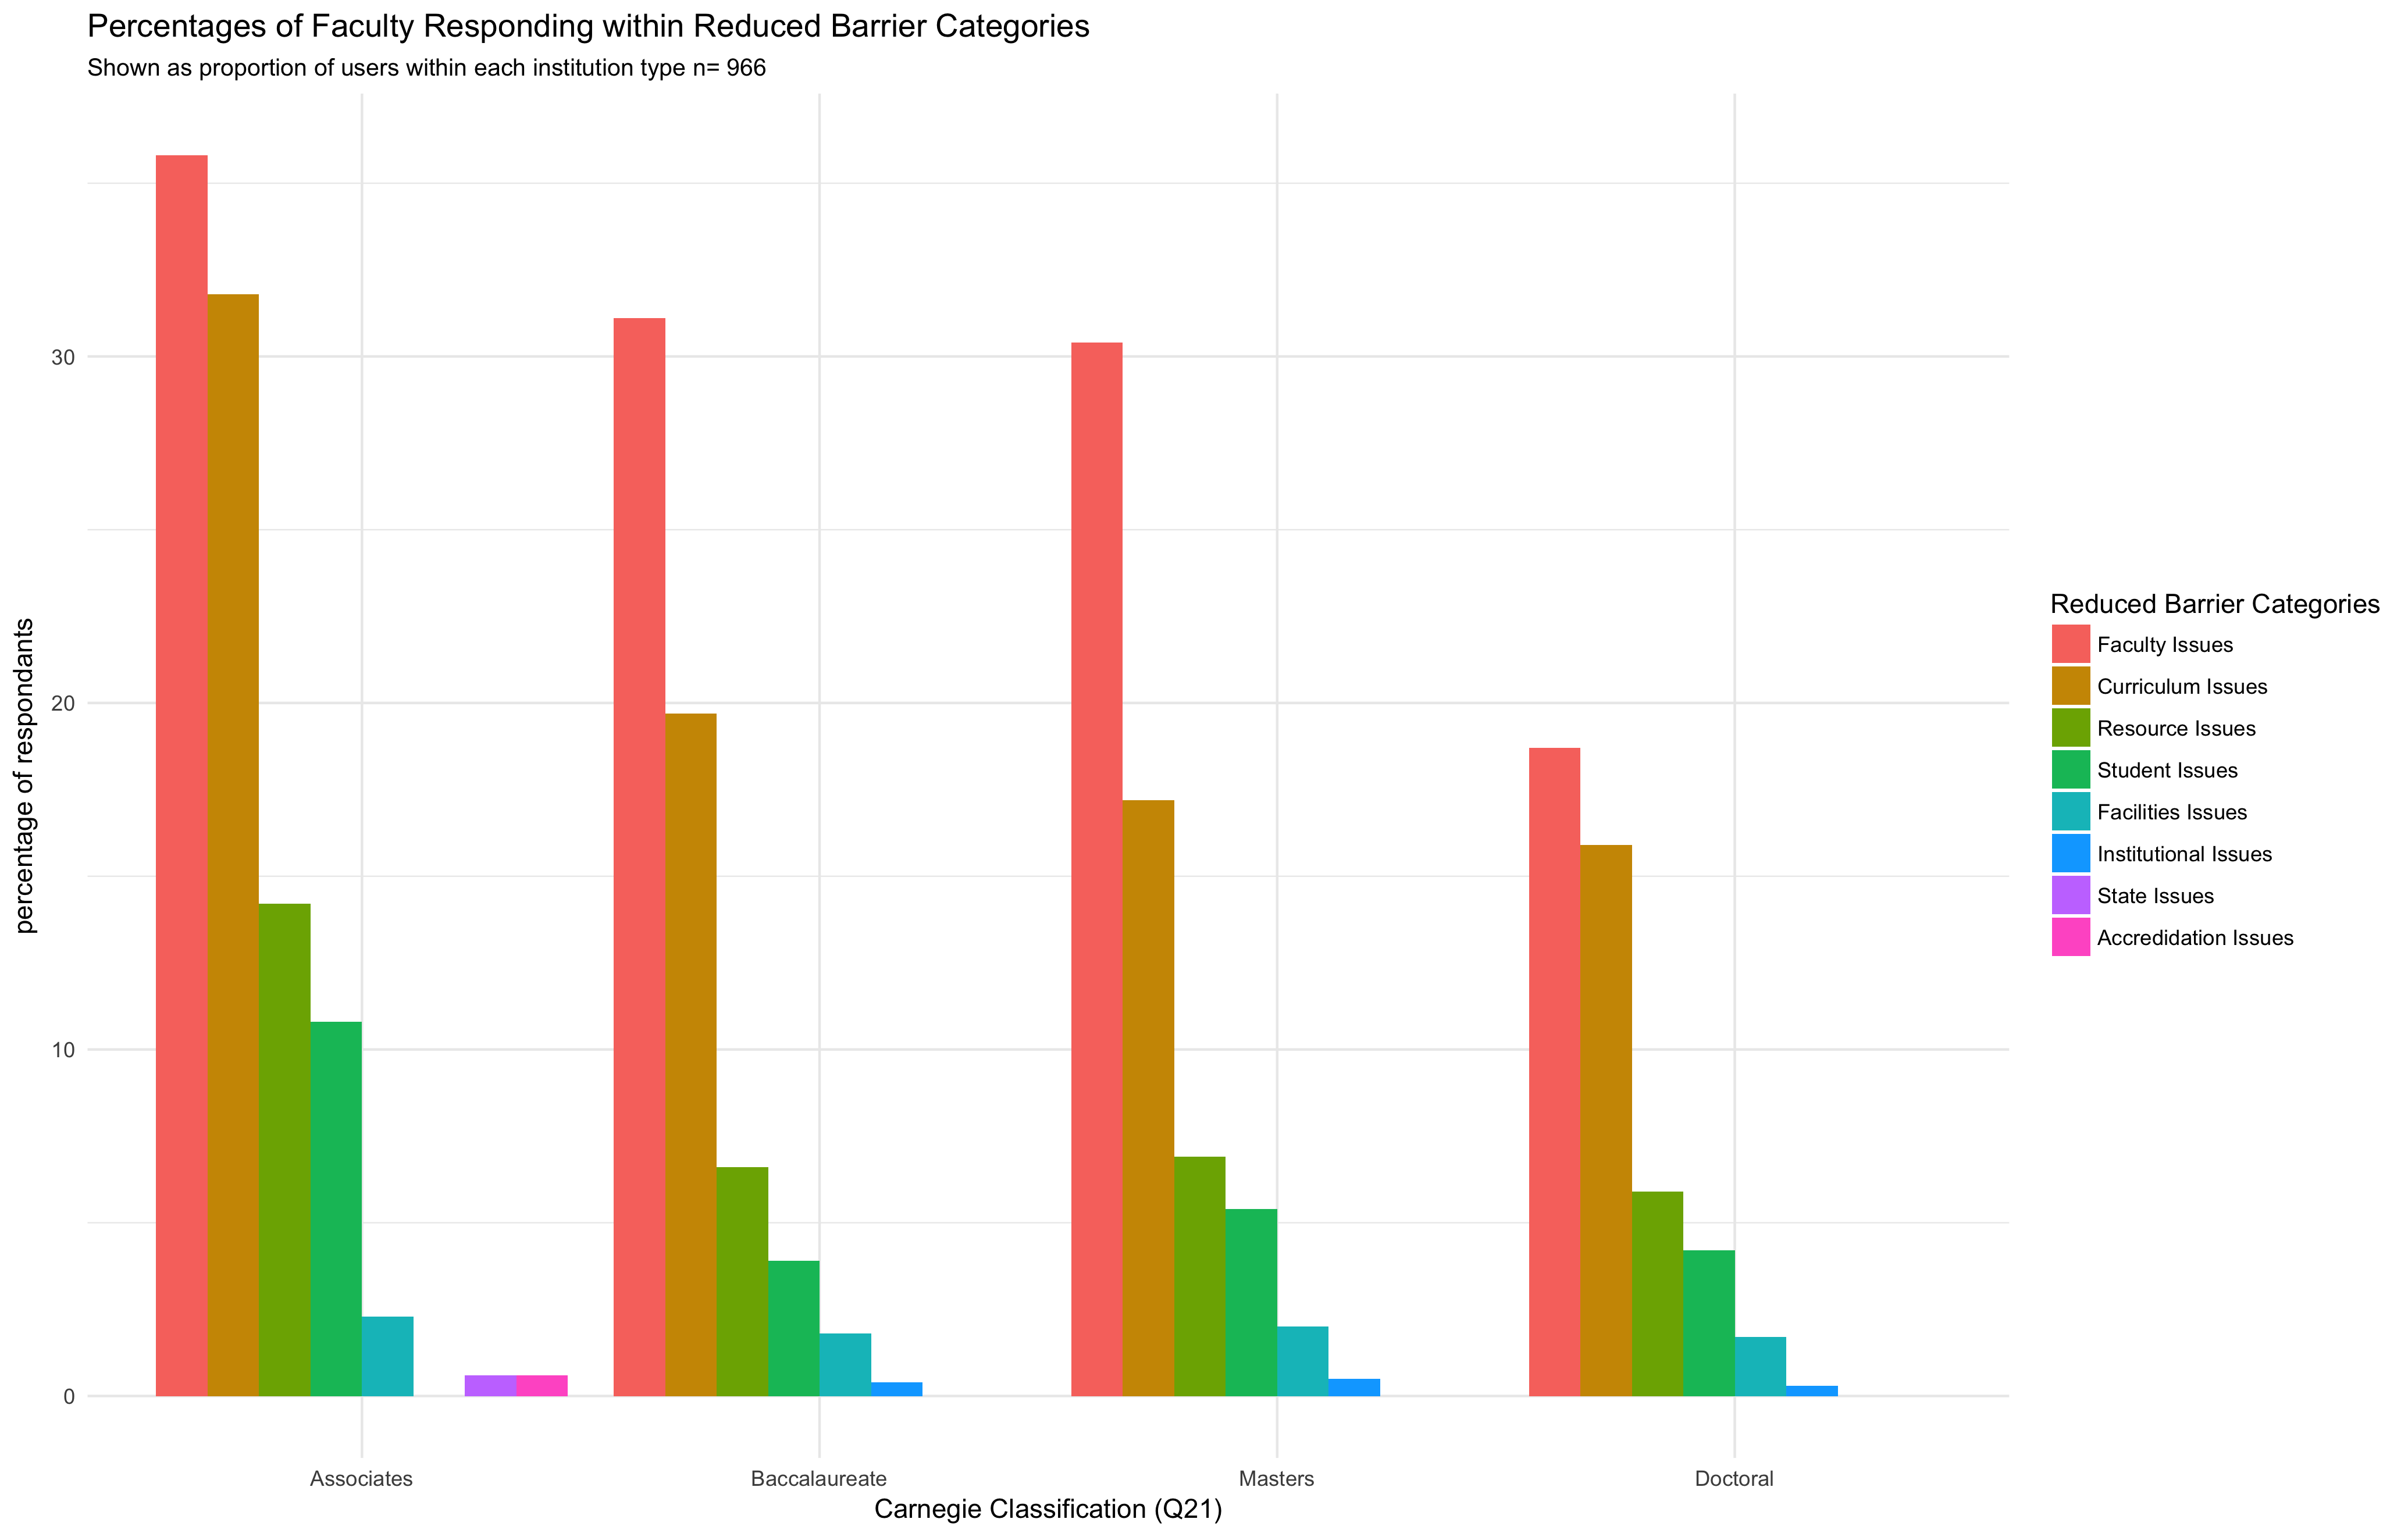 Percentages of Faculty Responding within Reduced Barrier Categories
Shown as proportion of users within each institution type n= 966
percentage of respondants
30
20
10
0
Associates
Baccalaureate
Masters
Doctoral
Carnegie Classification (Q21)
Reduced Barrier Categories
Faculty Issues
Curriculum Issues
Resource Issues
Student Issues
Facilities Issues
Institutional Issues
State Issues
Accredidation Issues